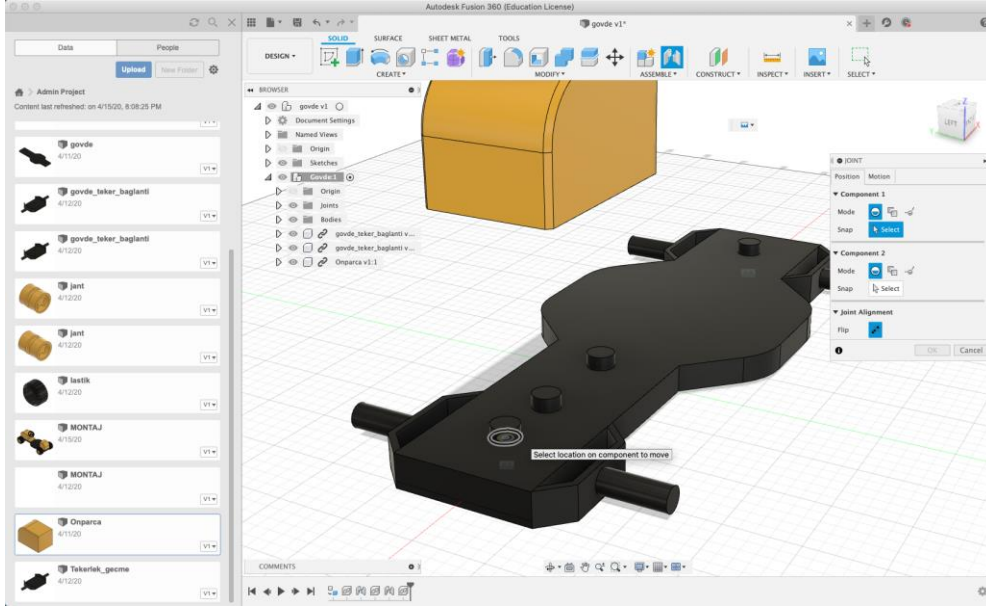 Autodesk Fusion 360 (Education License)
govde v1*
Data
People
Upload
New Folder
Admin Project
Content last refreshed: on 4/15/20, 8:08:25 PM
V1
govde
4/11/20
V1
govde_teker_baglanti
4/12/20
V1
govde_teker_baglanti
4/12/20
V1
jant
4/12/20
V1
jant
4/12/20
V1
lastik
4/12/20
V1
MONTAJ
4/15/20
V1
MONTAJ
4/12/20
V1
Onparca
4/11/20
V1
Tekerlek_gecme
4/12/20
V1
DESIGN
SOLID
SURFACE
SHEET METAL
TOOLS
CREATE
MODIFY
ASSEMBLE
CONSTRUCT
INSPECT
INSERT
SELECT
BROWSER
govde v1
Document Settings
Named Views
Origin
Sketches
Govde:1
Origin
Joints
Bodies
govde_teker_baglanti v...
govde_teker_baglanti v...
Onparca v1:1
Select location on component to move
LEFT
Z
Y
JOINT
Position
Motion
Component 1
Mode
Snap
Select
Component 2
Mode
Snap
Select
Joint Alignment
Flip
OK
Cancel
COMMENTS